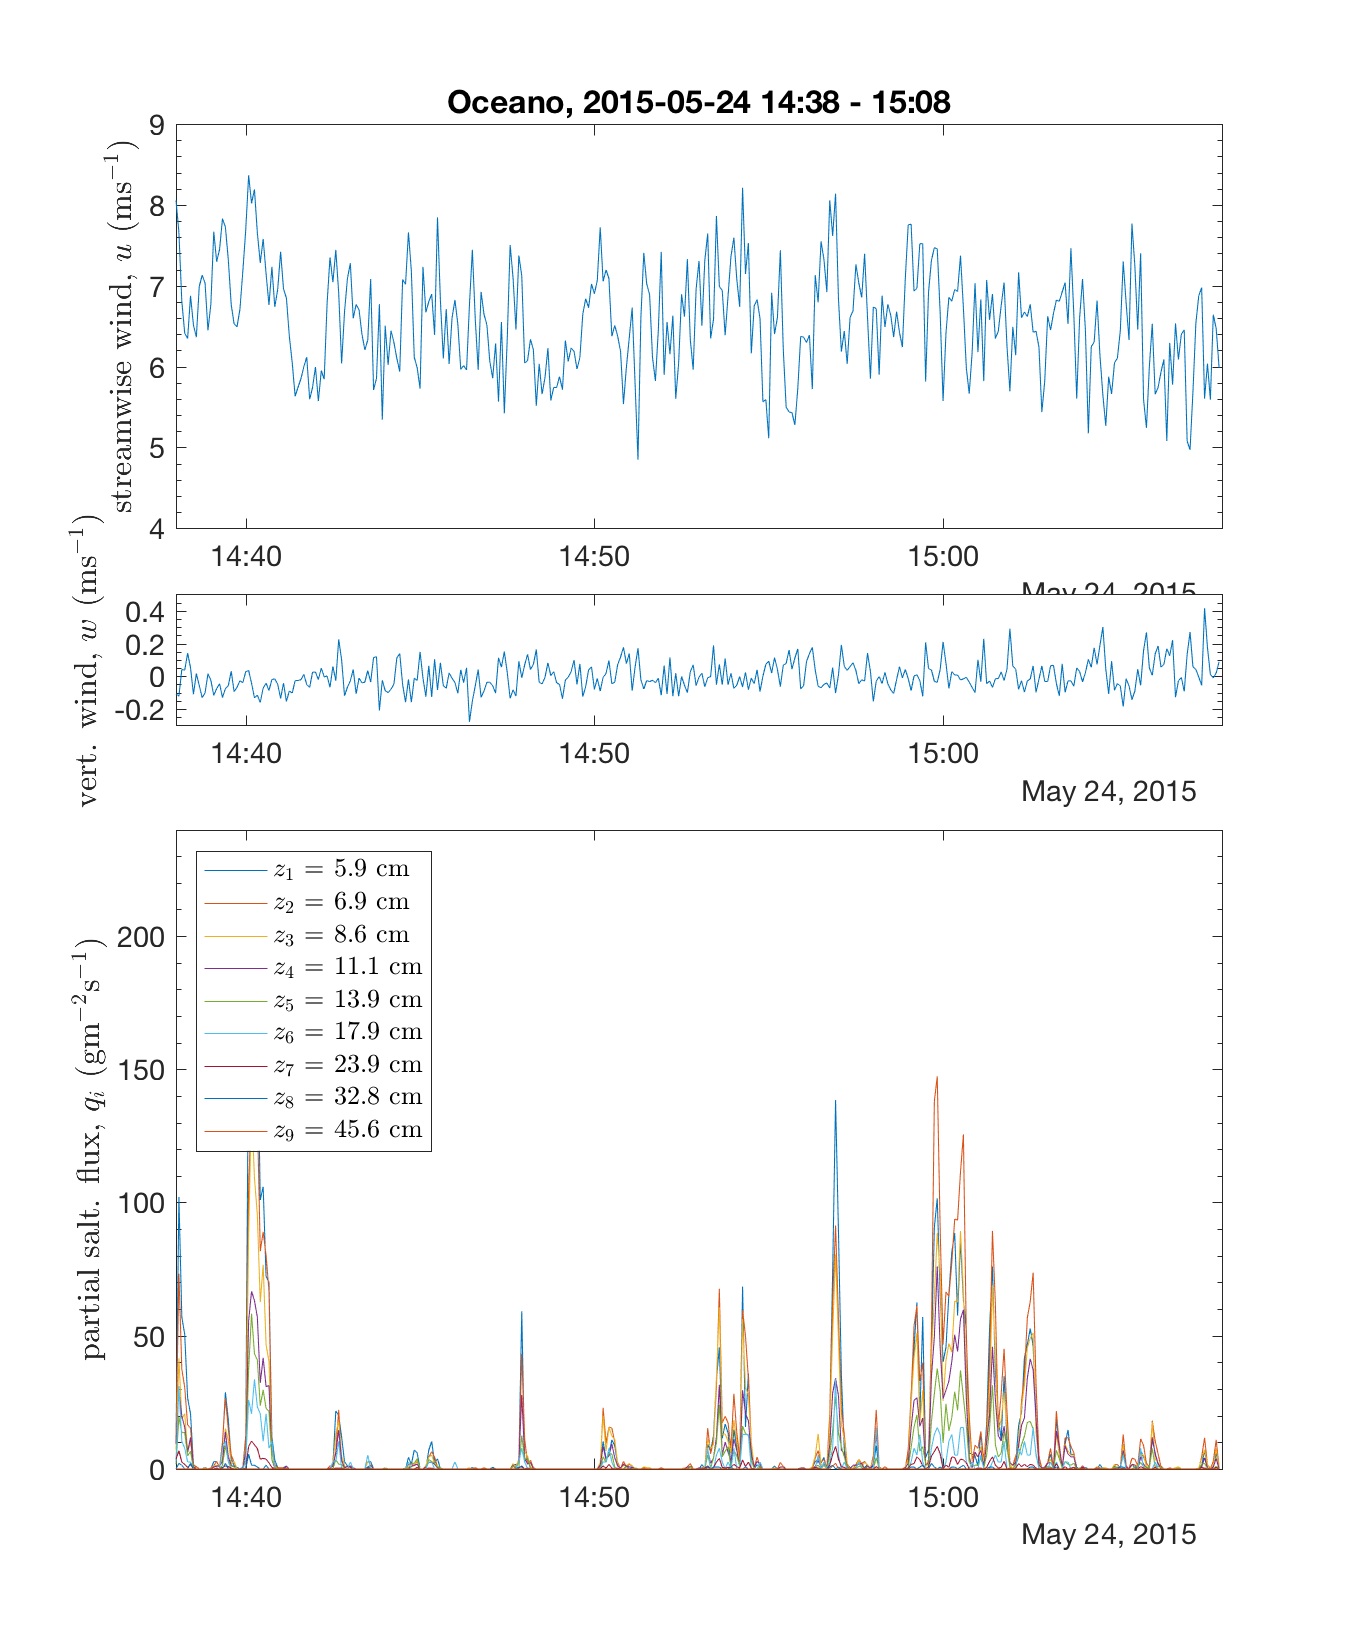 Oceano, 2015-05-24 14:38 - 15:08
streamwise wind, u (ms⁻¹)
9
8
7
6
5
4
14:40 14:50 15:00
May 24, 2015
vert. wind, w (ms⁻¹)
0.4
0.2
0
-0.2
14:40 14:50 15:00
May 24, 2015
partial salt. flux, qᵢ (gm⁻²s⁻¹)
200
150
100
50
0
z₁ = 5.9 cm
z₂ = 6.9 cm
z₃ = 8.6 cm
z₄ = 11.1 cm
z₅ = 13.9 cm
z₆ = 17.9 cm
z₇ = 23.9 cm
z₈ = 32.8 cm
z₉ = 45.6 cm
14:40 14:50 15:00
May 24, 2015